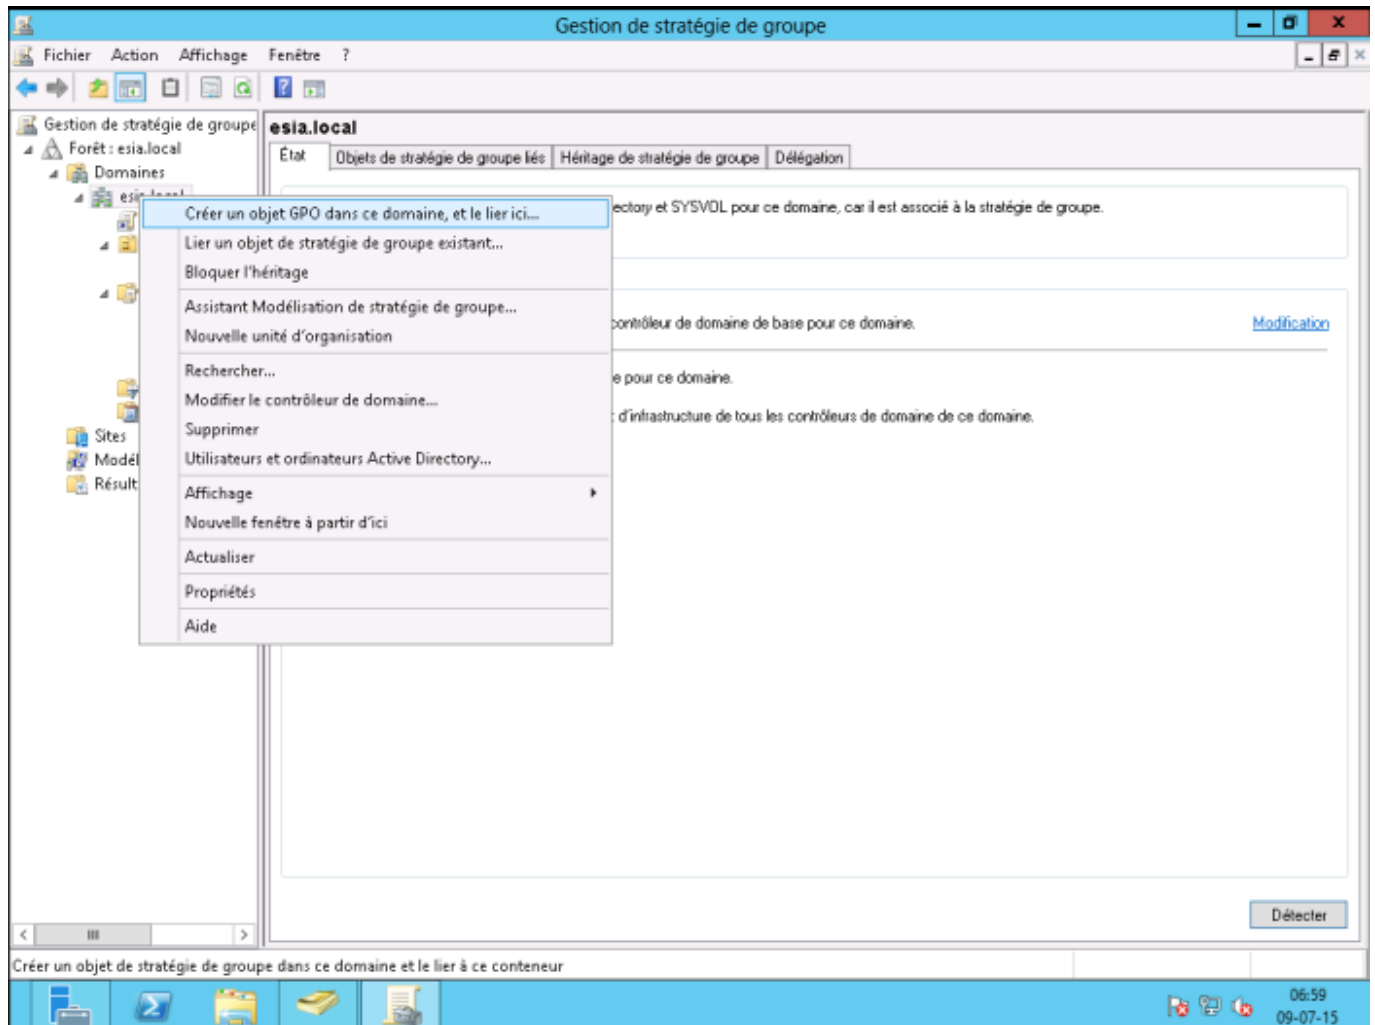 Gestion de stratégie de groupe
Fichier Action Affichage Fenêtre ?
Gestion de stratégie de groupe
Forêt : esia.local
Domaines
Sites
Modél
Résult
esia.local
État Objets de stratégie de groupe liés Héritage de stratégie de groupe Délégation
ectory et SYSVOL pour ce domaine, car il est associé à la stratégie de groupe.
contrôleur de domaine de base pour ce domaine. Modification
e pour ce domaine.
d'infrastructure de tous les contrôleurs de domaine de ce domaine.
Créer un objet GPO dans ce domaine, et le lier ici...
Lier un objet de stratégie de groupe existant...
Bloquer l'héritage
Assistant Modélisation de stratégie de groupe...
Nouvelle unité d'organisation
Rechercher...
Modifier le contrôleur de domaine...
Supprimer
Utilisateurs et ordinateurs Active Directory...
Affichage
Nouvelle fenêtre à partir d'ici
Actualiser
Propriétés
Aide
Détecter
Créer un objet de stratégie de groupe dans ce domaine et le lier à ce conteneur
06:59
09-07-15